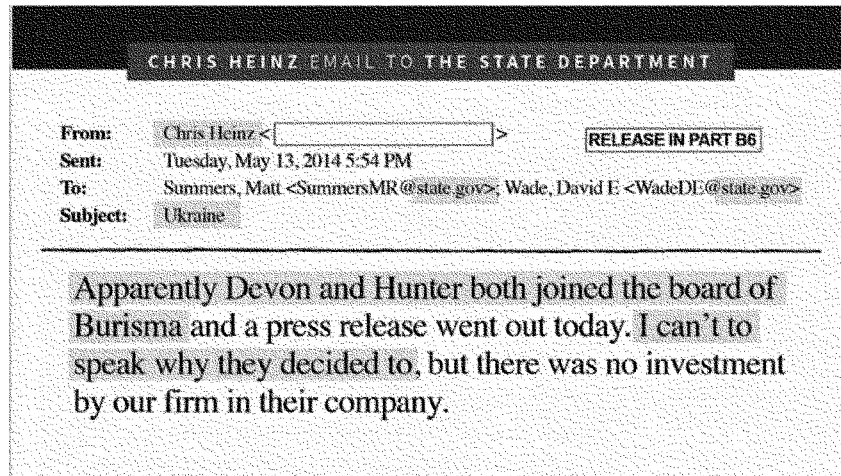 CHRIS HEINZ EMAIL TO THE STATE DEPARTMENT
From: Chris Heinz < >
RELEASE IN PART B6
Sent: Tuesday, May 13, 2014 5:54 PM
To: Summers, Matt <SummersMR@state.gov>; Wade, David E <WadeDE@state.gov>
Subject: Ukraine
Apparently Devon and Hunter both joined the board of
Burisma and a press release went out today. I can't to
speak why they decided to, but there was no investment
by our firm in their company.